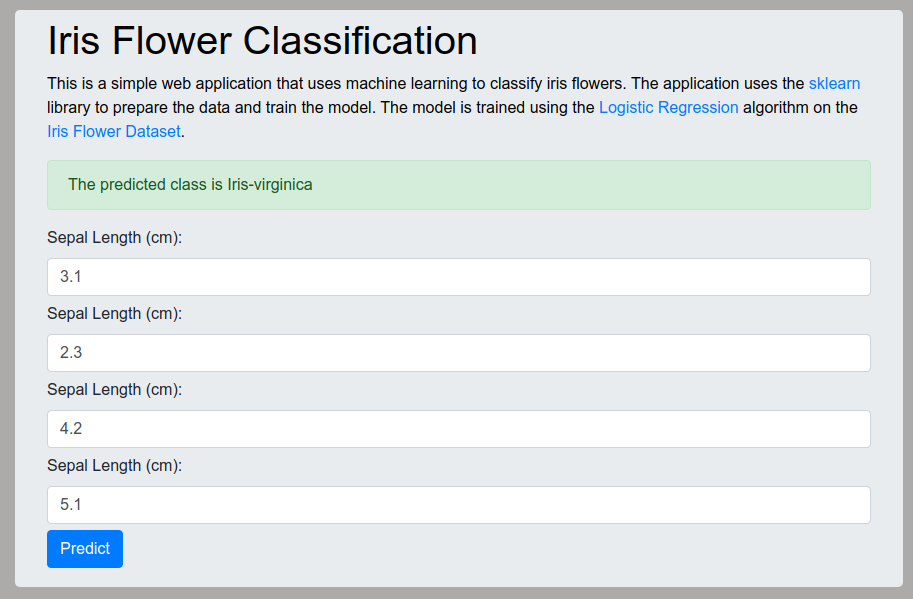 Iris Flower Classification
This is a simple web application that uses machine learning to classify iris flowers. The application uses the sklearn
library to prepare the data and train the model. The model is trained using the Logistic Regression algorithm on the
Iris Flower Dataset.
The predicted class is Iris-virginica
Sepal Length (cm):
3.1
Sepal Length (cm):
2.3
Sepal Length (cm):
4.2
Sepal Length (cm):
5.1
Predict